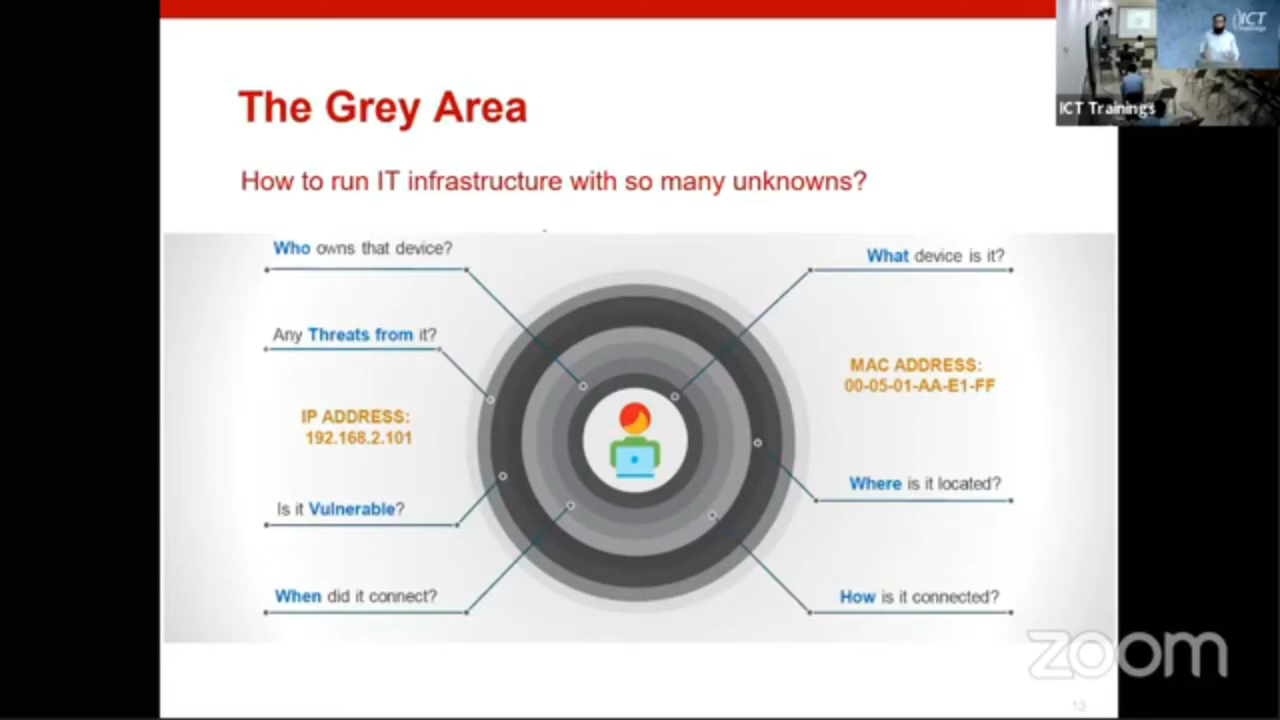 The Grey Area
How to run IT infrastructure with so many unknowns?
Who owns that device?
What device is it?
Any Threats from it?
MAC ADDRESS:
00-05-01-AA-E1-FF
IP ADDRESS:
192.168.2.101
Where is it located?
Is it Vulnerable?
When did it connect?
How is it connected?
ICT Trainings
ICT
zoom
13